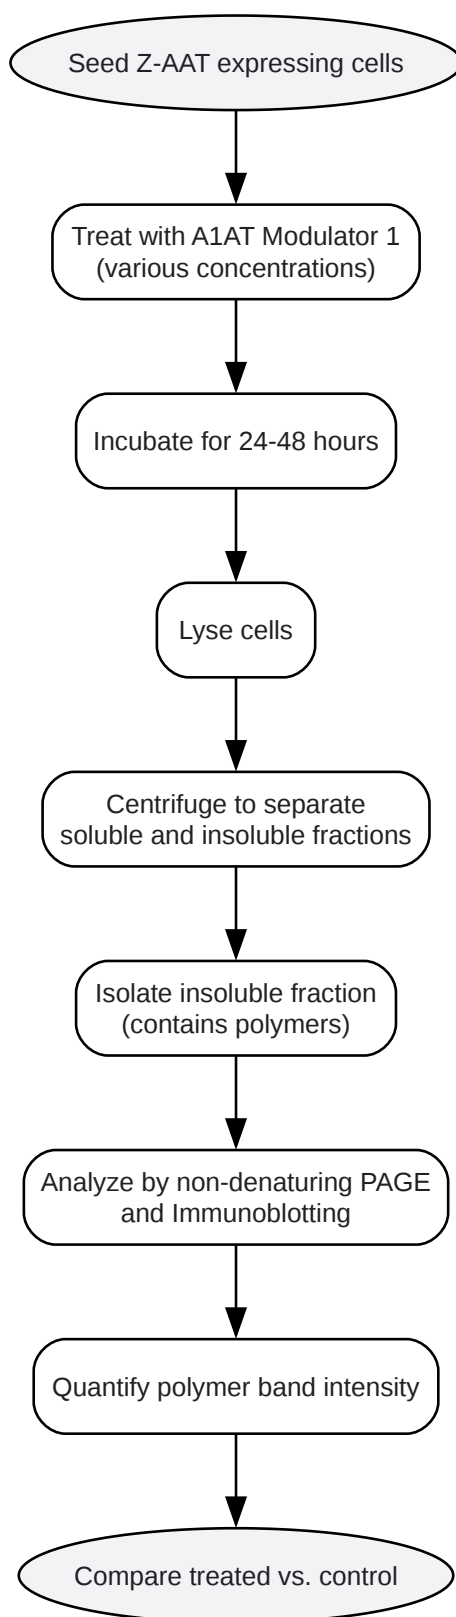 Seed Z-AAT expressing cells
Treat with A1AT Modulator 1
(various concentrations)
Incubate for 24-48 hours
Lyse cells
Centrifuge to separate
soluble and insoluble fractions
Isolate insoluble fraction
(contains polymers)
Analyze by non-denaturing PAGE
and Immunoblotting
Quantify polymer band intensity
Compare treated vs. control